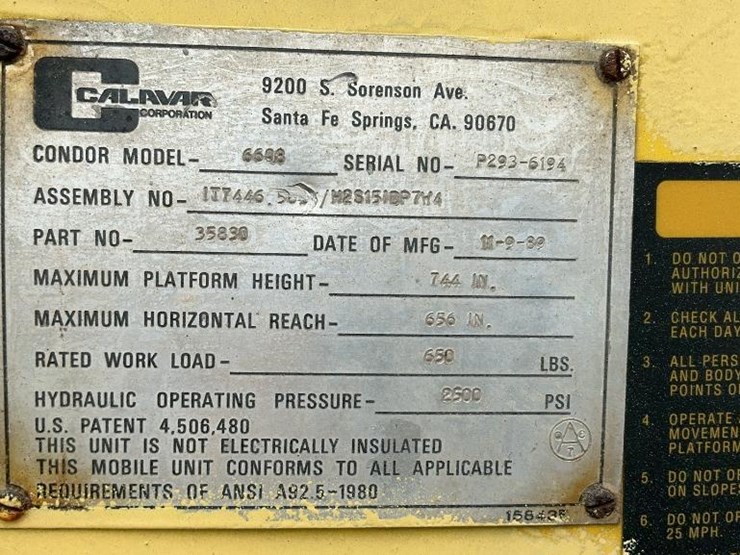 CALAVAR
CORPORATION
9200 S. Sorenson Ave.
Santa Fe Springs, CA. 90670
CONDOR MODEL-
SERIAL NO- P293-6194
ASSEMBLY NO-
PART NO- 35830
DATE OF MFG- 11-9-89
MAXIMUM PLATFORM HEIGHT- 744 IN.
MAXIMUM HORIZONTAL REACH- 656 IN.
RATED WORK LOAD- 650 LBS.
HYDRAULIC OPERATING PRESSURE- 2500 PSI
U.S. PATENT 4,506,480
THIS UNIT IS NOT ELECTRICALLY INSULATED
THIS MOBILE UNIT CONFORMS TO ALL APPLICABLE
REQUIREMENTS OF ANSI A92.5-1980
1. DO NOT O
AUTHORIZ
WITH UNI
2. CHECK AL
EACH DAY
3. ALL PERS
AND BODY
POINTS O
4. OPERATE
MOVEMEN
PLATFORM
5. DO NOT OP
ON SLOPES
6. DO NOT OP
25 MPH.